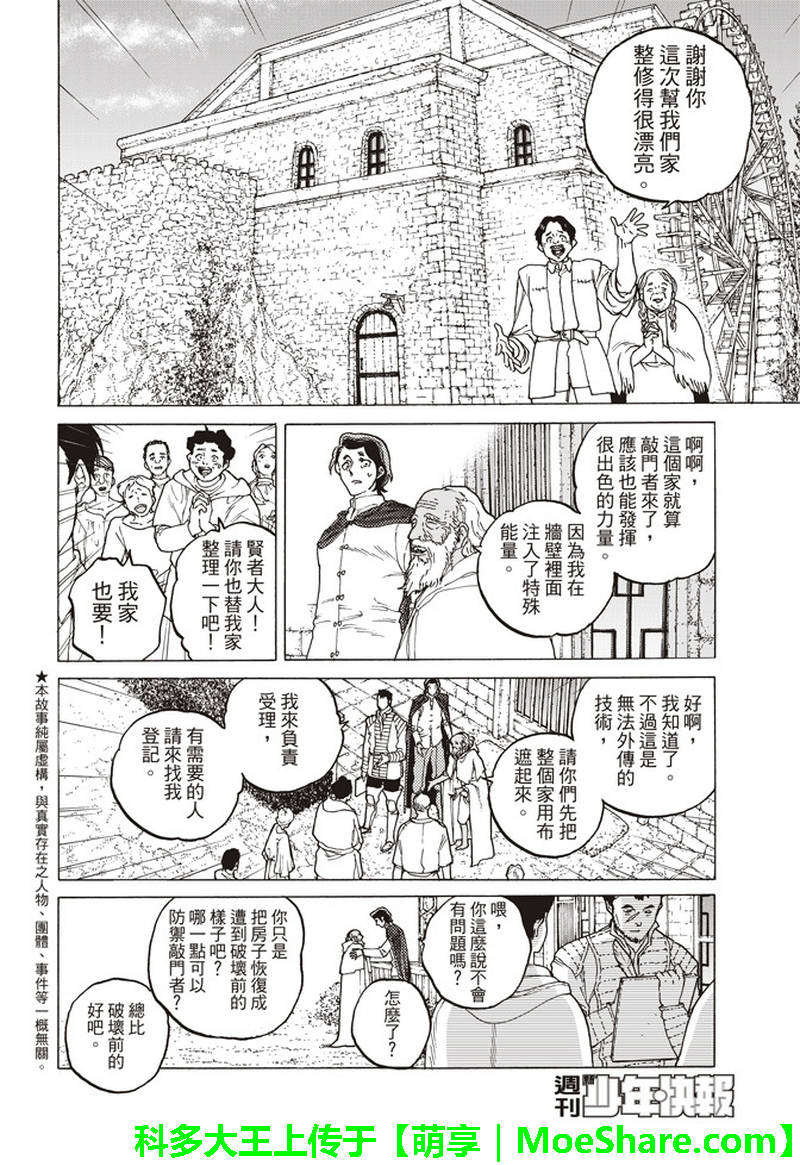 謝謝你
這次幫我們家
整修得很漂亮。
啊啊，
這個家就算
敲門者來了，
應該也能發揮
很出色的力量。
因為我在
牆壁裡面
注入了特殊
能量。
賢者大人！
請你也替我家
整理一下吧！
我家
也要！
好啊，
我知道了。
不過這是
無法外傳的
技術，
請你們先把
整個家用布
遮起來。
我來負責
受理，
有需要的人
請來找我
登記。
喂，
你這麼說不會
有問題嗎？
怎麼了？
你只是
把房子恢復成
遭到破壞前的
樣子吧？
哪一點可以
防禦敲門者？
總比
破壞前的
好吧。
★本故事純屬虛構，與真實存在之人物、團體、事件等一概無關。
週刊
少年快報
科多大王上传于【萌享|MoeShare.com】